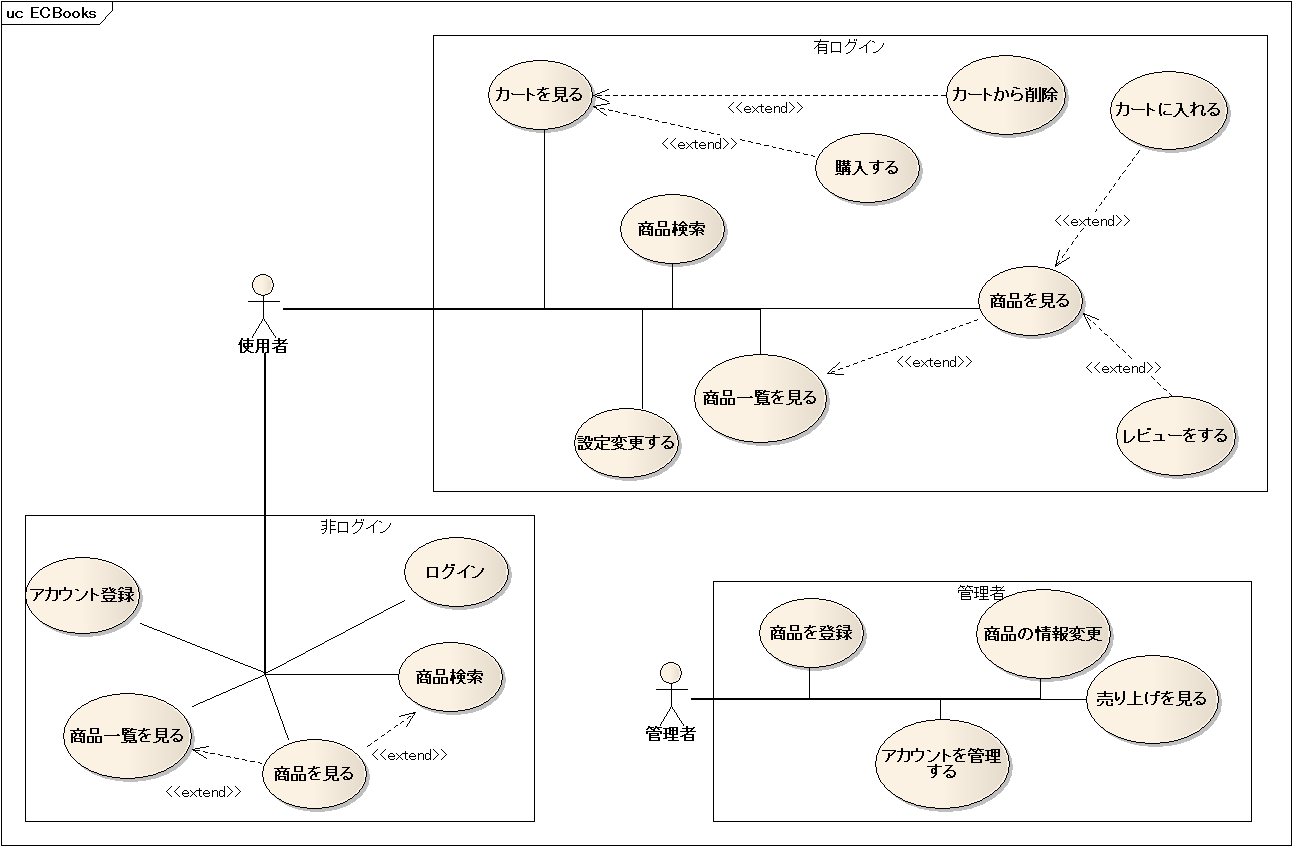 uc ECBooks
有ログイン
カートを見る
カートから削除
カートに入れる
<<extend>>
<<extend>>
購入する
商品検索
<<extend>>
商品を見る
使用者
<<extend>>
<<extend>>
商品一覧を見る
設定変更する
レビューをする
非ログイン
ログイン
アカウント登録
商品検索
商品一覧を見る
<<extend>>
商品を見る
<<extend>>
管理者
商品を登録
商品の情報変更
売り上げを見る
管理者
アカウントを管理
する